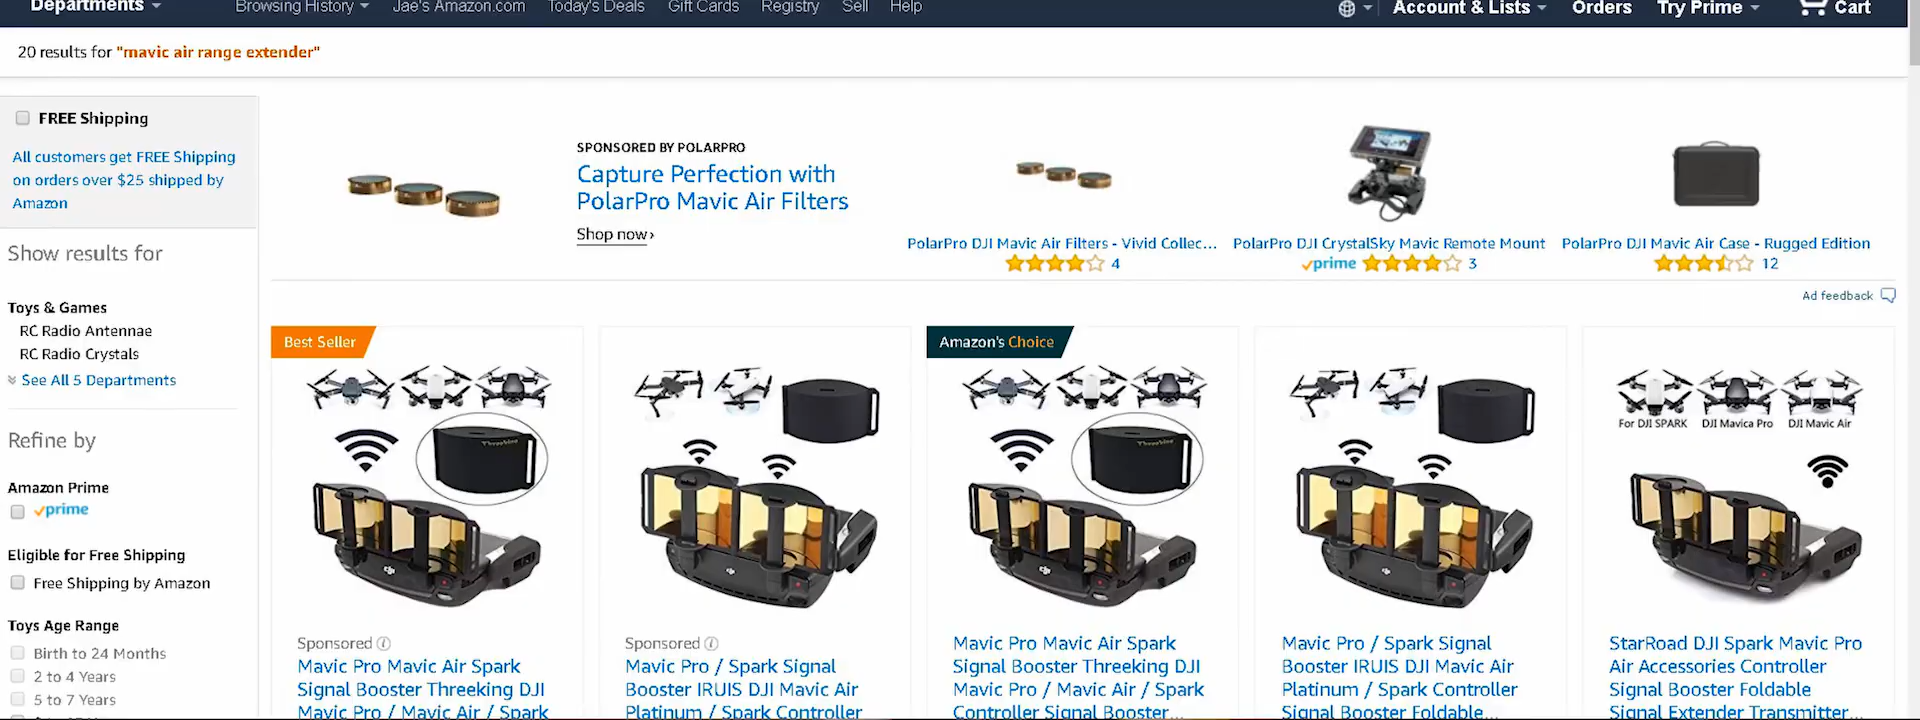 Departments
Browsing History
Jae's Amazon.com
Today's Deals
Gift Cards
Registry
Sell
Help
Account & Lists
Orders
Try Prime
Cart
20 results for "mavic air range extender"
FREE Shipping
All customers get FREE Shipping
on orders over $25 shipped by
Amazon
Show results for
Toys & Games
RC Radio Antennae
RC Radio Crystals
See All 5 Departments
Refine by
Amazon Prime
prime
Eligible for Free Shipping
Free Shipping by Amazon
Toys Age Range
Birth to 24 Months
2 to 4 Years
5 to 7 Years
SPONSORED BY POLARPRO
Capture Perfection with
PolarPro Mavic Air Filters
Shop now›
PolarPro DJI Mavic Air Filters - Vivid Collec...
4
PolarPro DJI CrystalSky Mavic Remote Mount
prime
3
PolarPro DJI Mavic Air Case - Rugged Edition
12
Ad feedback
Best Seller
Threeking
Sponsored
Mavic Pro Mavic Air Spark
Signal Booster Threeking DJI
Mavic Pro / Mavic Air / Spark
Sponsored
Mavic Pro / Spark Signal
Booster IRUIS DJI Mavic Air
Platinum / Spark Controller
Amazon's Choice
Threeking
Mavic Pro Mavic Air Spark
Signal Booster Threeking DJI
Mavic Pro / Mavic Air / Spark
Controller Signal Booster...
Mavic Pro / Spark Signal
Booster IRUIS DJI Mavic Air
Platinum / Spark Controller
Signal Booster Foldable...
For DJI SPARK
DJI Mavica Pro
DJI Mavic Air
StarRoad DJI Spark Mavic Pro
Air Accessories Controller
Signal Booster Foldable
Signal Extender Transmitter...